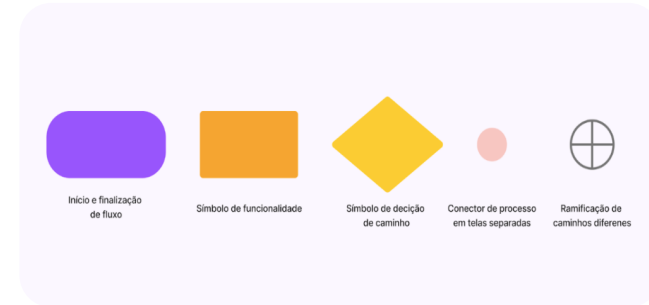 Início e finalização
de fluxo
Símbolo de funcionalidade
Símbolo de decição
de caminho
Conector de processo
em telas separadas
Ramificação de
caminhos diferenes